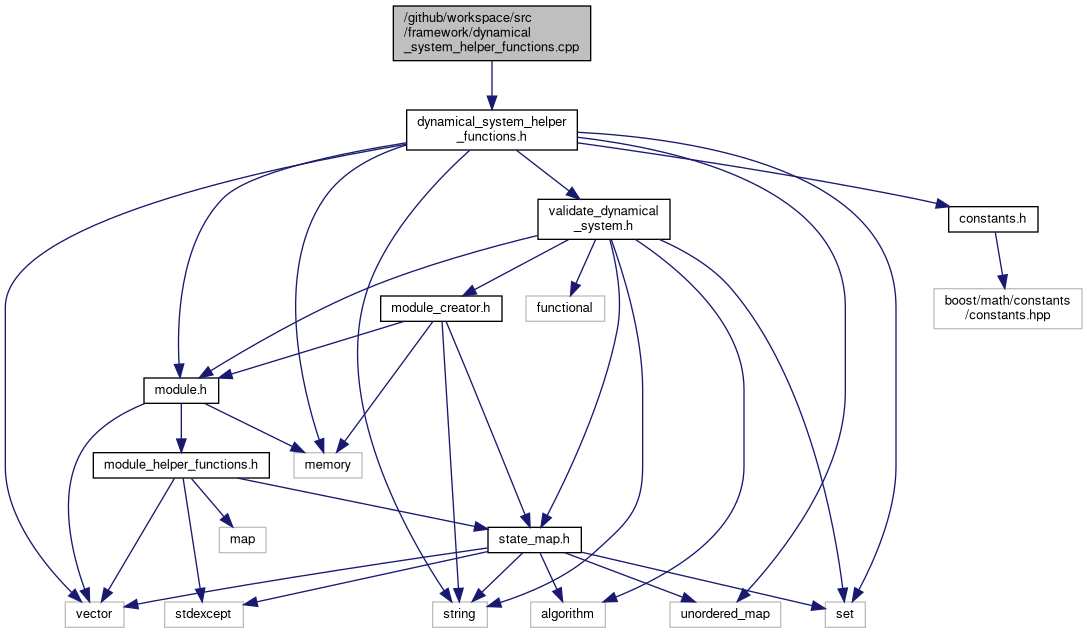 /github/workspace/src
/framework/dynamical
_system_helper_functions.cpp
dynamical_system_helper
_functions.h
validate_dynamical
_system.h
constants.h
module_creator.h
functional
boost/math/constants
/constants.hpp
module.h
module_helper_functions.h
memory
map
state_map.h
vector
stdexcept
string
algorithm
unordered_map
set